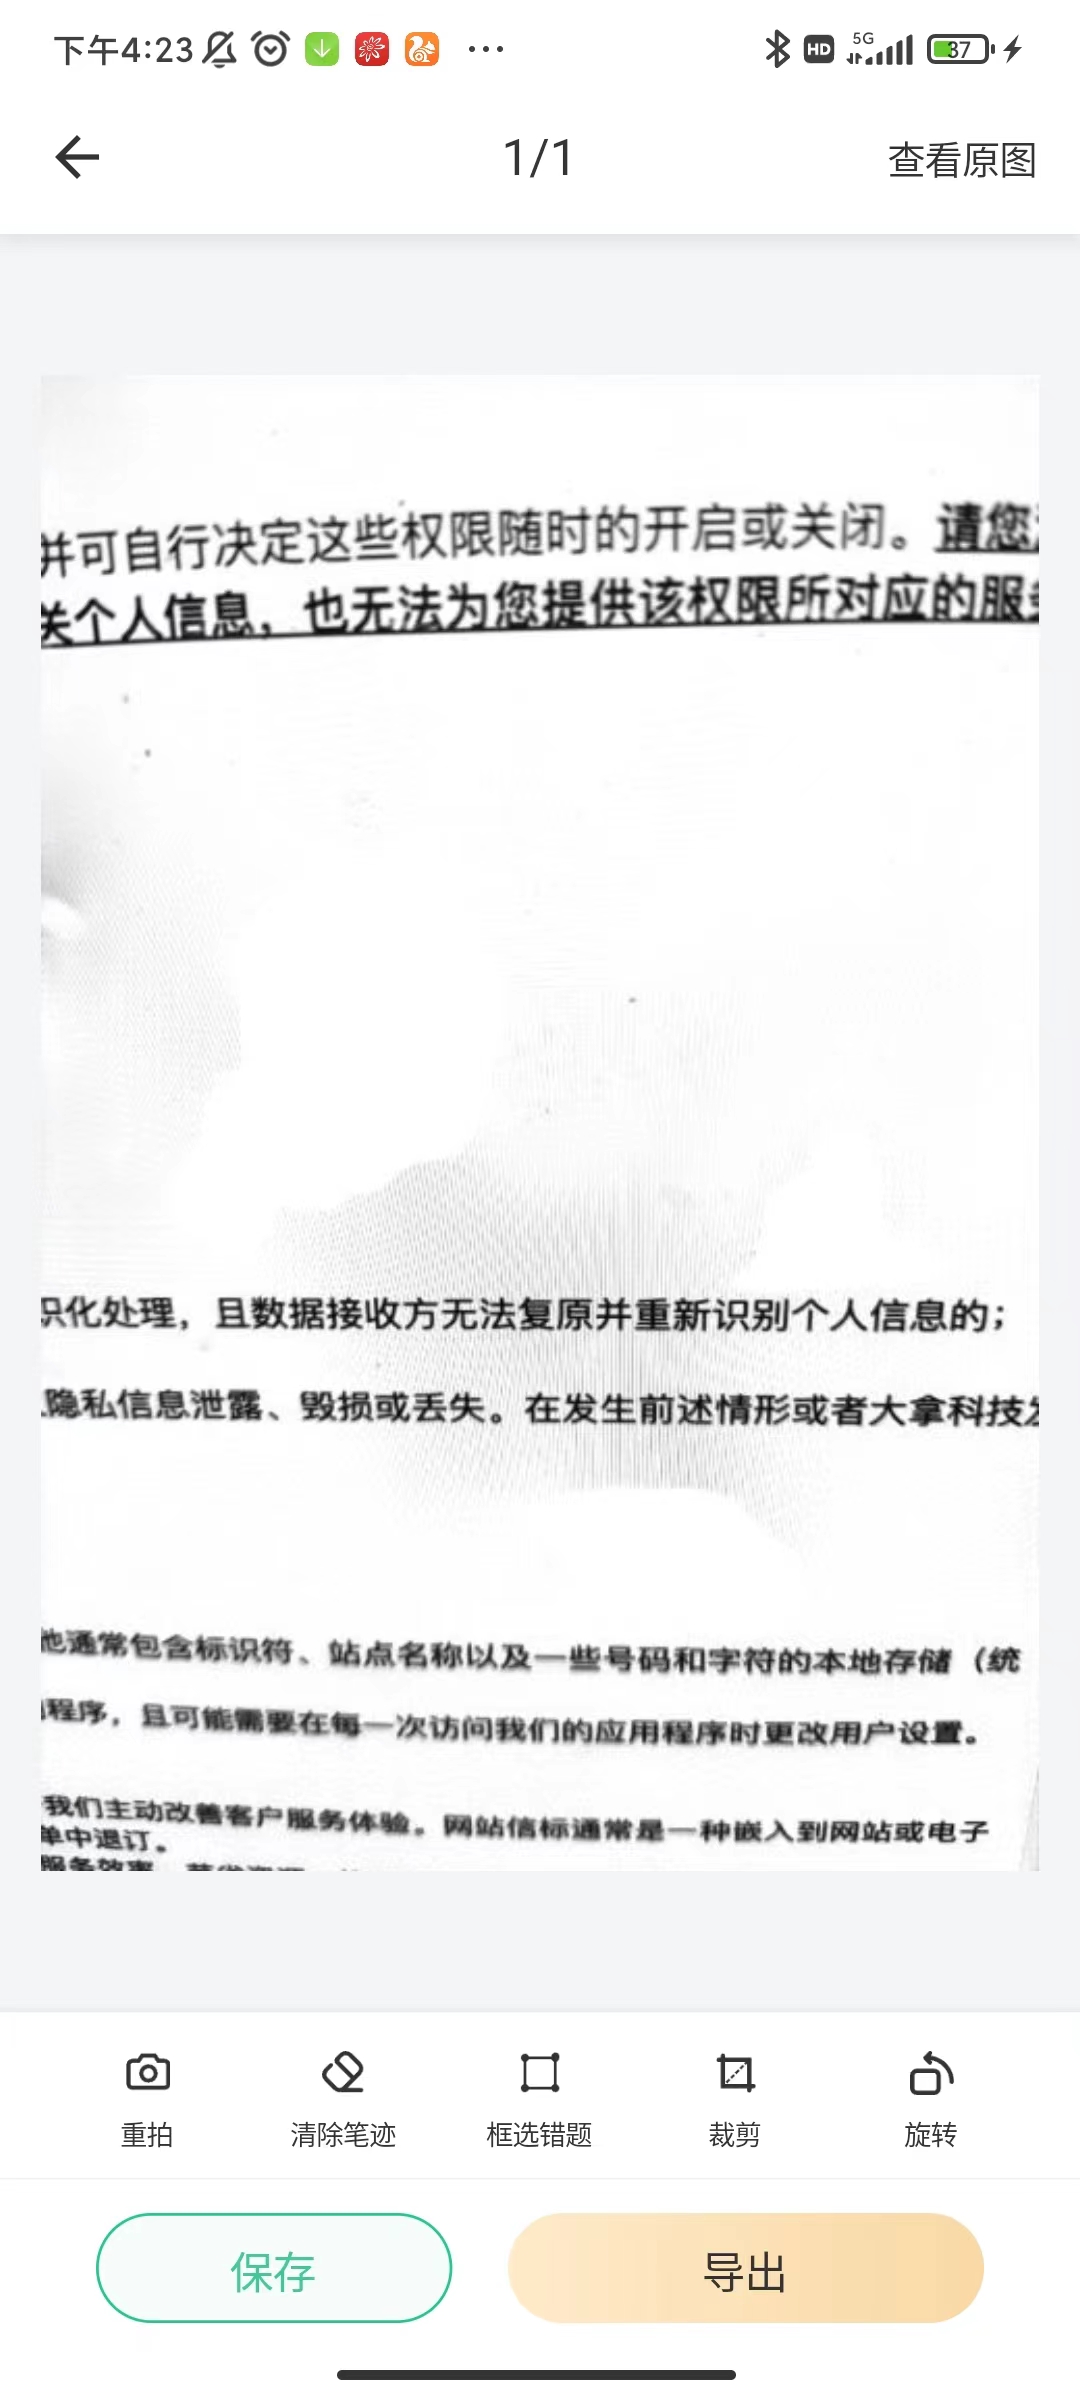 下午4:23
HD 5G 37
1/1
查看原图
并可自行决定这些权限随时的开启或关闭。请您
关个人信息，也无法为您提供该权限所对应的服
识化处理，且数据接收方无法复原并重新识别个人信息的；
隐私信息泄露、毁损或丢失。在发生前述情形或者大拿科技
他通常包含标识符、站点名称以及一些号码和字符的本地存储（统
程序，且可能需要在每一次访问我们的应用程序时更改用户设置。
我们主动改善客户服务体验。网站信标通常是一种嵌入到网站或电子
单中退订。
服务效率
重拍
清除笔迹
框选错题
裁剪
旋转
保存
导出